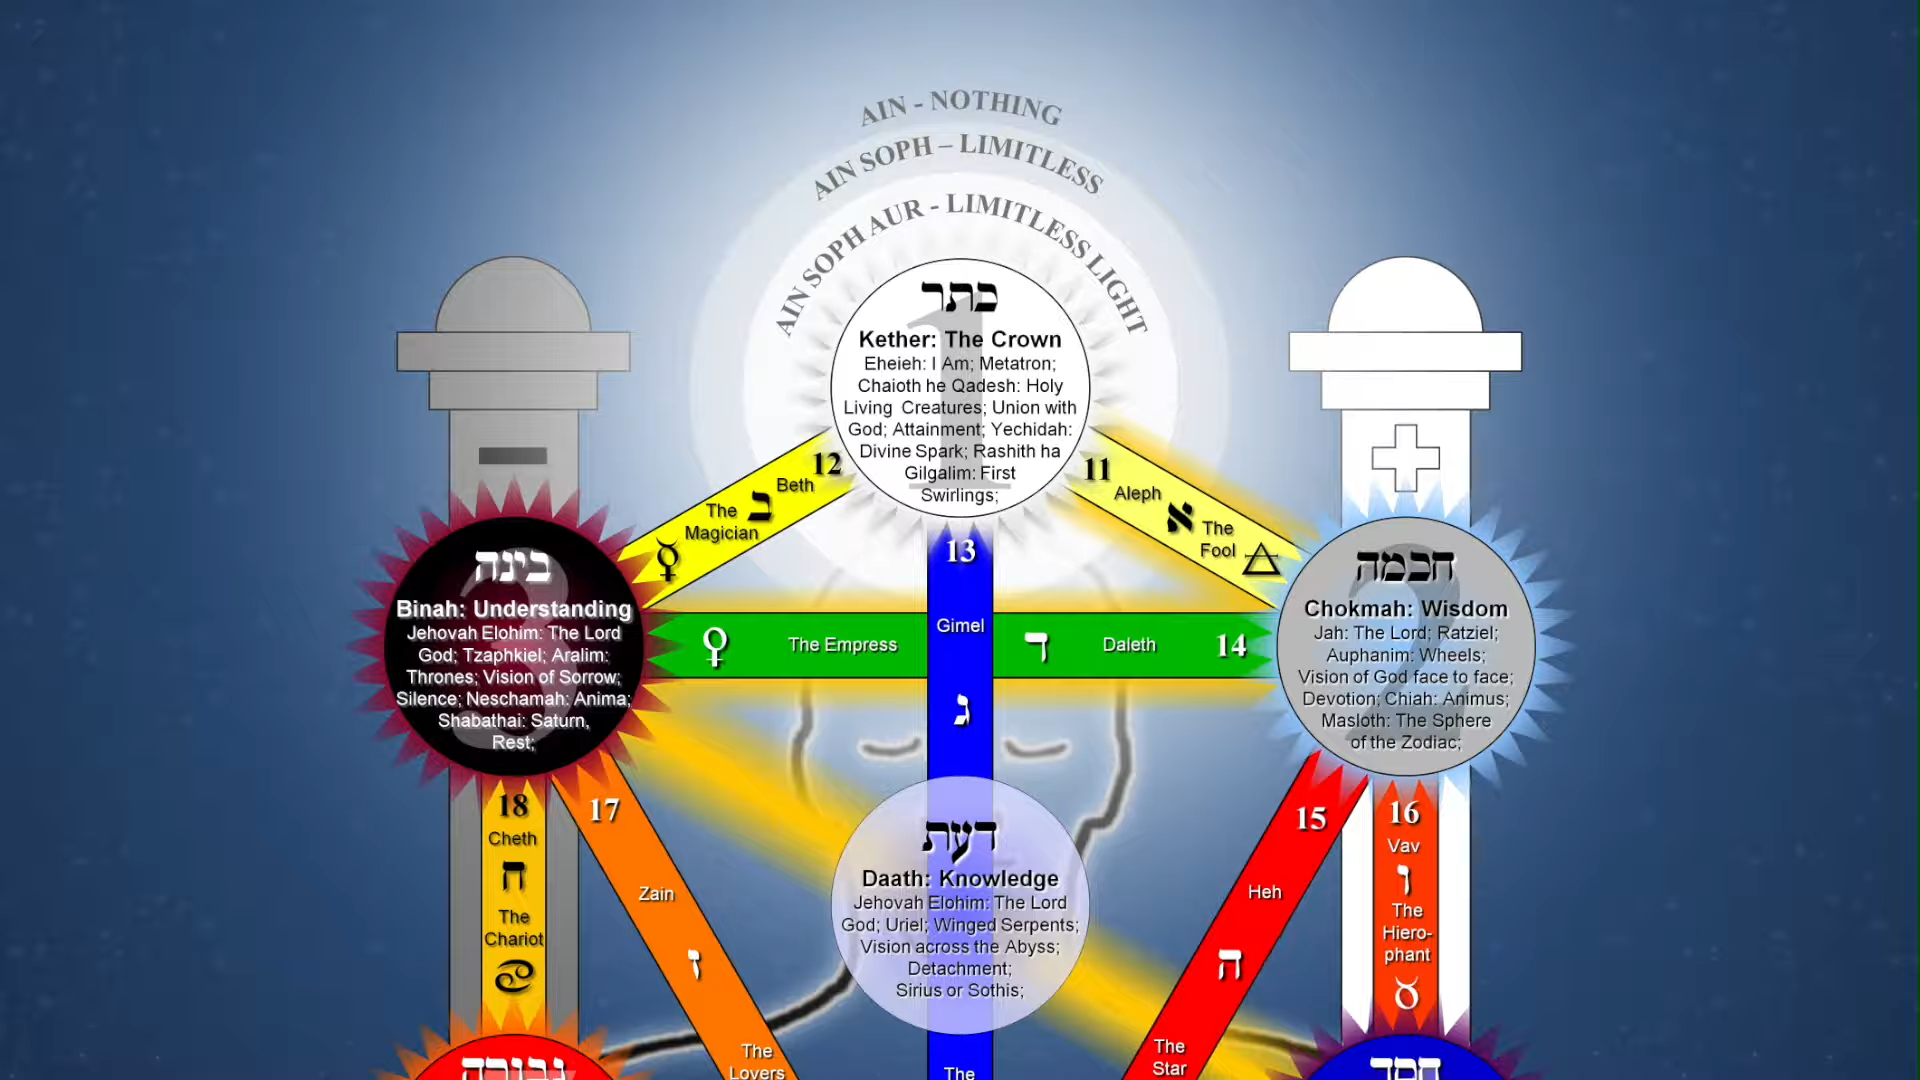 AIN - NOTHING
AIN SOPH – LIMITLESS
AIN SOPH AUR - LIMITLESS LIGHT
1
כתר
Kether: The Crown
Eheieh: I Am; Metatron;
Chaioth he Qadesh: Holy
Living Creatures; Union with
God; Attainment; Yechidah:
Divine Spark; Rashith ha
Gilgalim: First
Swirlings;
12
Beth
ב
The
Magician
☿
11
Aleph
א
The
Fool
🜁
3
בינה
Binah: Understanding
Jehovah Elohim: The Lord
God; Tzaphkiel; Aralim:
Thrones; Vision of Sorrow;
Silence; Neschamah: Anima;
Shabathai: Saturn,
Rest;
13
Gimel
ג
The
♀
The Empress
ד
Daleth
14
2
חכמה
Chokmah: Wisdom
Jah: The Lord; Ratziel;
Auphanim: Wheels;
Vision of God face to face;
Devotion; Chiah: Animus;
Masloth: The Sphere
of the Zodiac;
דעת
Daath: Knowledge
Jehovah Elohim: The Lord
God; Uriel; Winged Serpents;
Vision across the Abyss;
Detachment;
Sirius or Sothis;
18
Cheth
ח
The
Chariot
♋
17
Zain
ז
The
Lovers
15
Heh
ה
The
Star
16
Vav
ו
The
Hiero-
phant
♉
גבורה
חסד